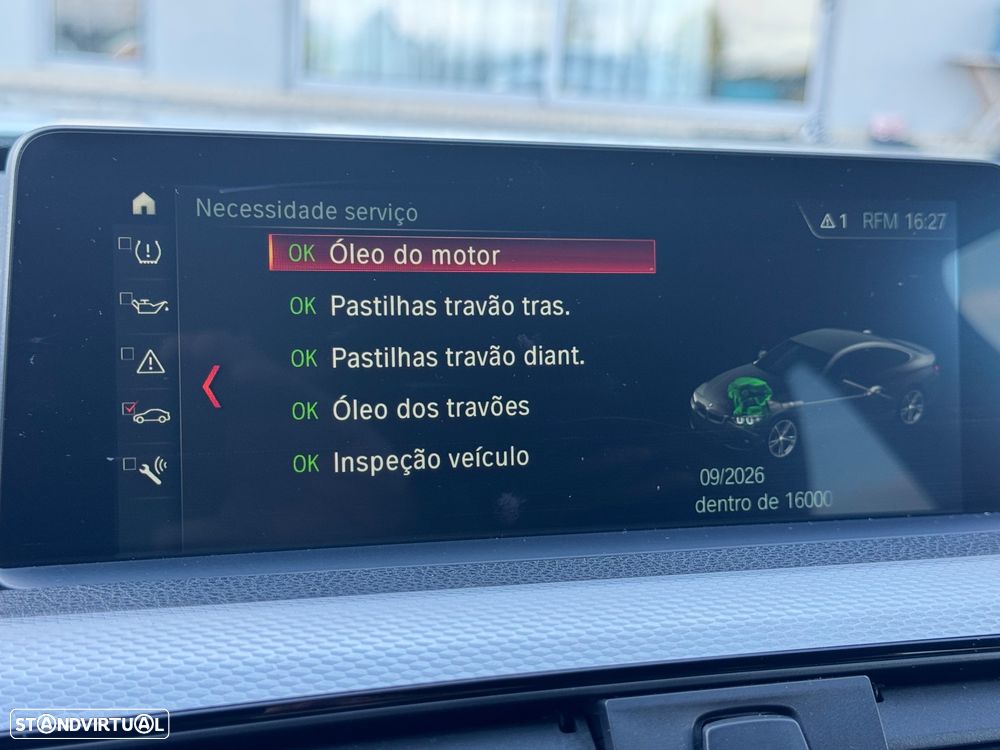 Necessidade serviço
1 RFM 16:27
OK Óleo do motor
OK Pastilhas travão tras.
OK Pastilhas travão diant.
OK Óleo dos travões
OK Inspeção veículo
09/2026
dentro de 16000
STANDVIRTUAL